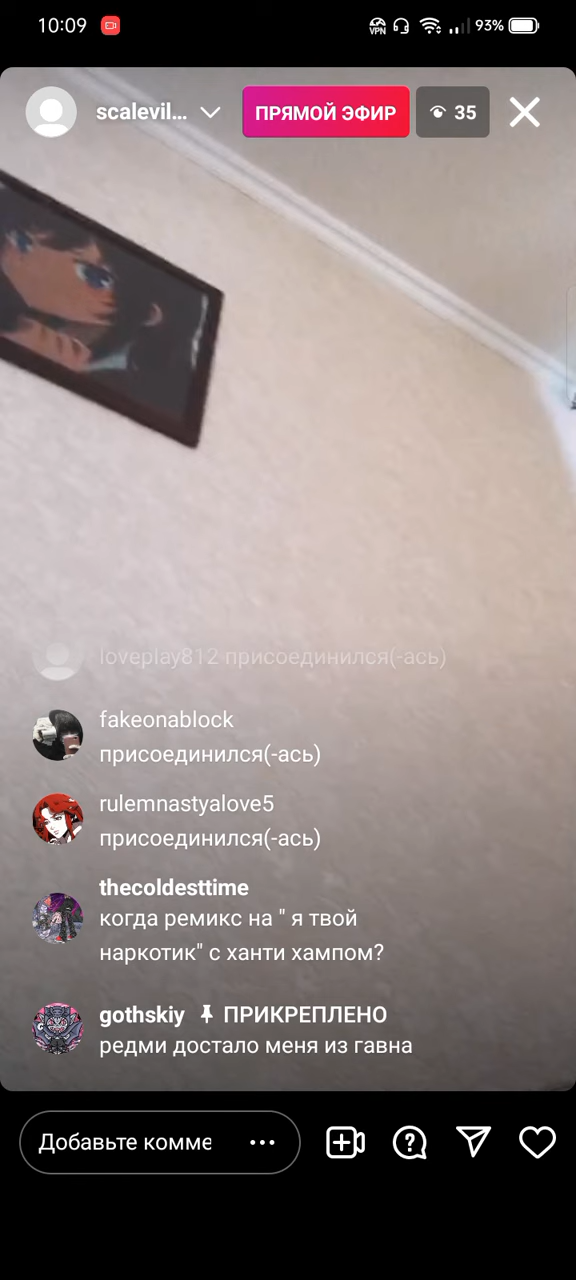 10:09
VPN
93%
scalevil...
ПРЯМОЙ ЭФИР
35
loveplay812 присоединился(-ась)
fakeonablock
присоединился(-ась)
rulemnastyalove5
присоединился(-ась)
thecoldesttime
когда ремикс на " я твой
наркотик" с ханти хампом?
gothskiy ПРИКРЕПЛЕНО
редми достало меня из гавна
Добавьте комме